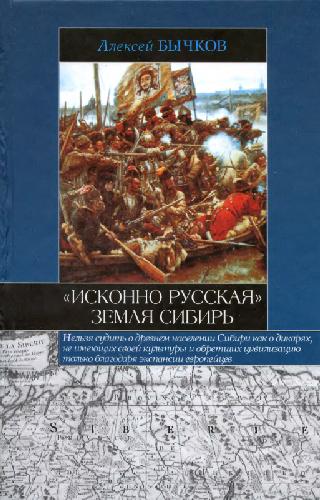 Алексей БЫЧКОВ
«ИСКОННО РУССКАЯ»
ЗЕМЛЯ СИБИРЬ
Нельзя судить о древнем населении Сибири как о дикарях,
не имеющих своей культуры и обретших цивилизацию
только благодаря экспансии европейцев
SIBERIE